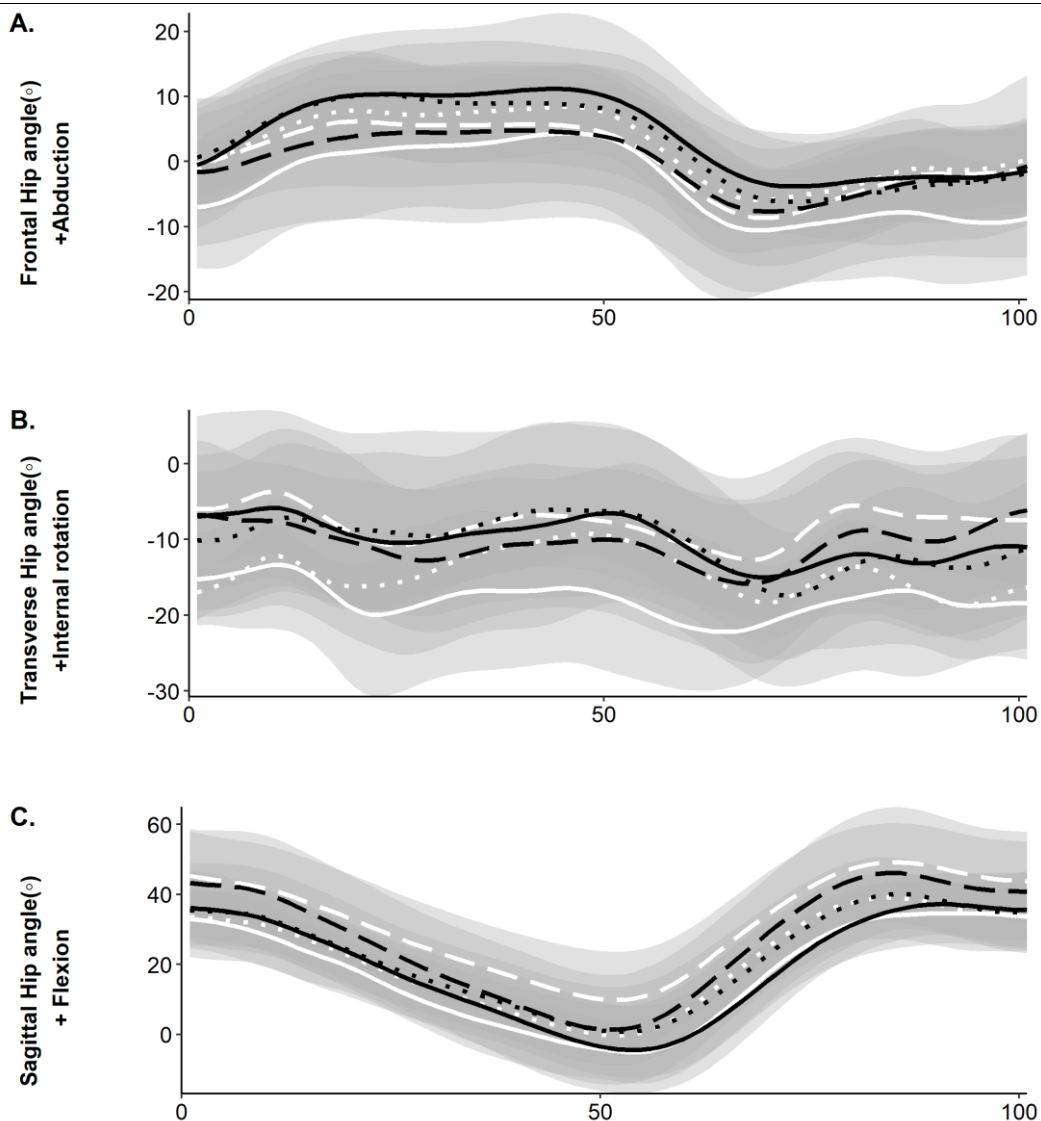 A.
Frontal Hip angle(○)
+Abduction
20
10
0
-10
-20
0 50 100
B.
Transverse Hip angle(○)
+Internal rotation
0
-10
-20
-30
0 50 100
C.
Sagittal Hip angle(○)
+ Flexion
60
40
20
0
0 50 100